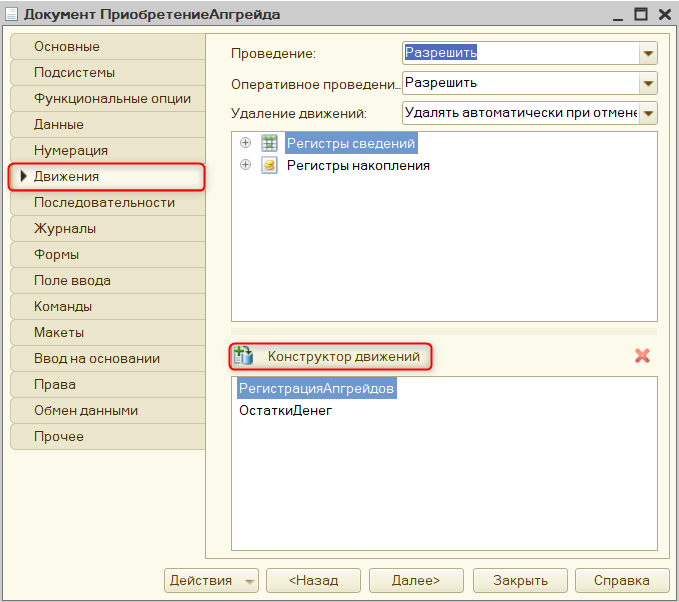 Документ ПриобретениеАпгрейда
Основные
Подсистемы
Функциональные опции
Данные
Нумерация
Движения
Последовательности
Журналы
Формы
Поле ввода
Команды
Макеты
Ввод на основании
Права
Обмен данными
Прочее
Проведение: Разрешить
Оперативное проведени... Разрешить
Удаление движений: Удалять автоматически при отмене
Регистры сведений
Регистры накопления
Конструктор движений
РегистрацияАпгрейдов
ОстаткиДенег
Действия <Назад Далее> Закрыть Справка